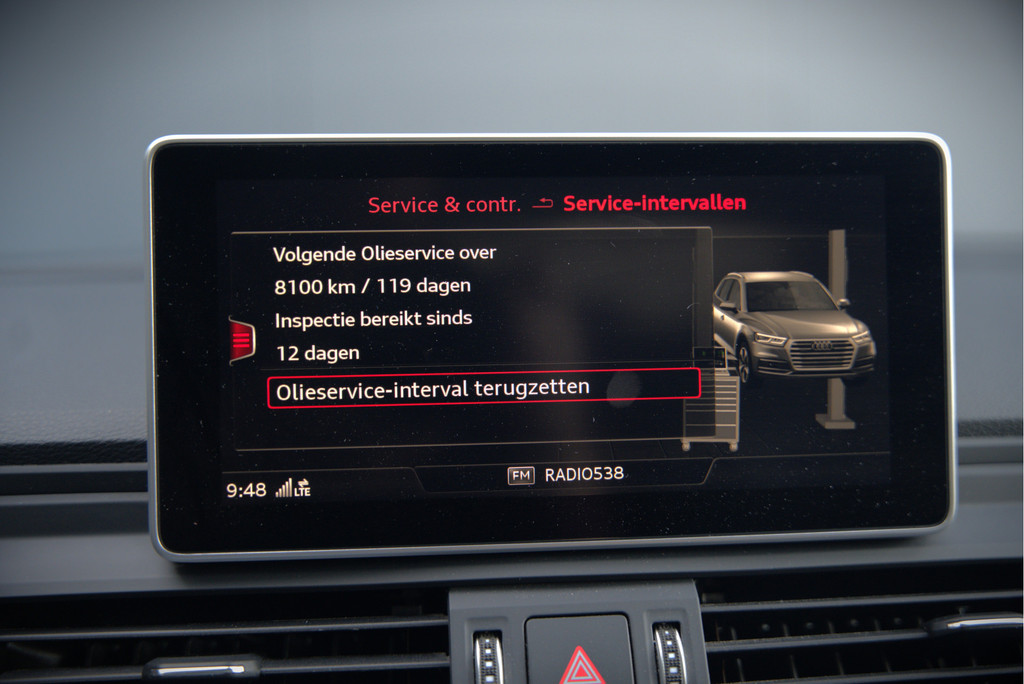 Service & contr. Service-intervallen
Volgende Olieservice over
8100 km / 119 dagen
Inspectie bereikt sinds
12 dagen
Olieservice-interval terugzetten
FM RADIO538
9:48 LTE